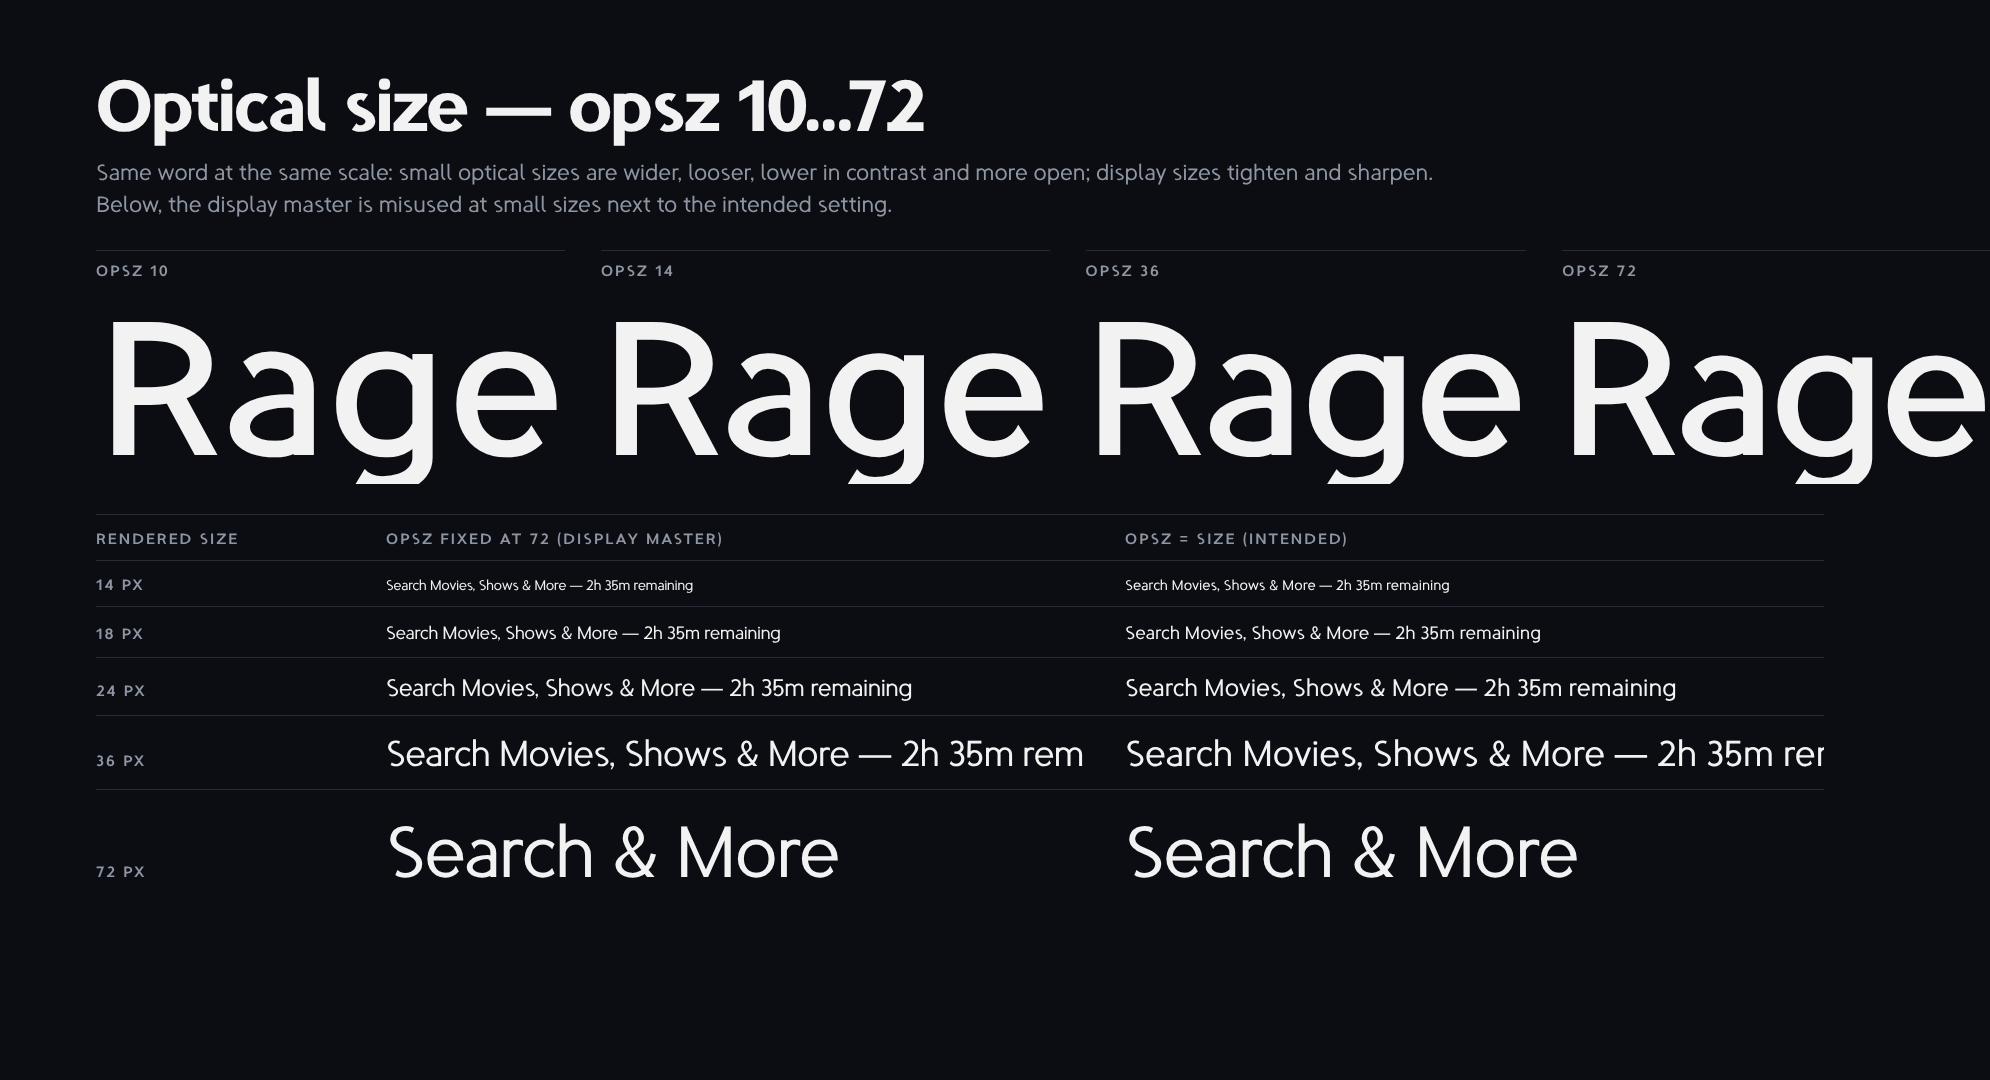 Optical size — opsz 10…72
Same word at the same scale: small optical sizes are wider, looser, lower in contrast and more open; display sizes tighten and sharpen.
Below, the display master is misused at small sizes next to the intended setting.
OPSZ 10 OPSZ 14 OPSZ 36 OPSZ 72
Rage Rage Rage Rage
RENDERED SIZE OPSZ FIXED AT 72 (DISPLAY MASTER) OPSZ = SIZE (INTENDED)
14 PX Search Movies, Shows & More — 2h 35m remaining Search Movies, Shows & More — 2h 35m remaining
18 PX Search Movies, Shows & More — 2h 35m remaining Search Movies, Shows & More — 2h 35m remaining
24 PX Search Movies, Shows & More — 2h 35m remaining Search Movies, Shows & More — 2h 35m remaining
36 PX Search Movies, Shows & More — 2h 35m rem Search Movies, Shows & More — 2h 35m rer
72 PX Search & More Search & More